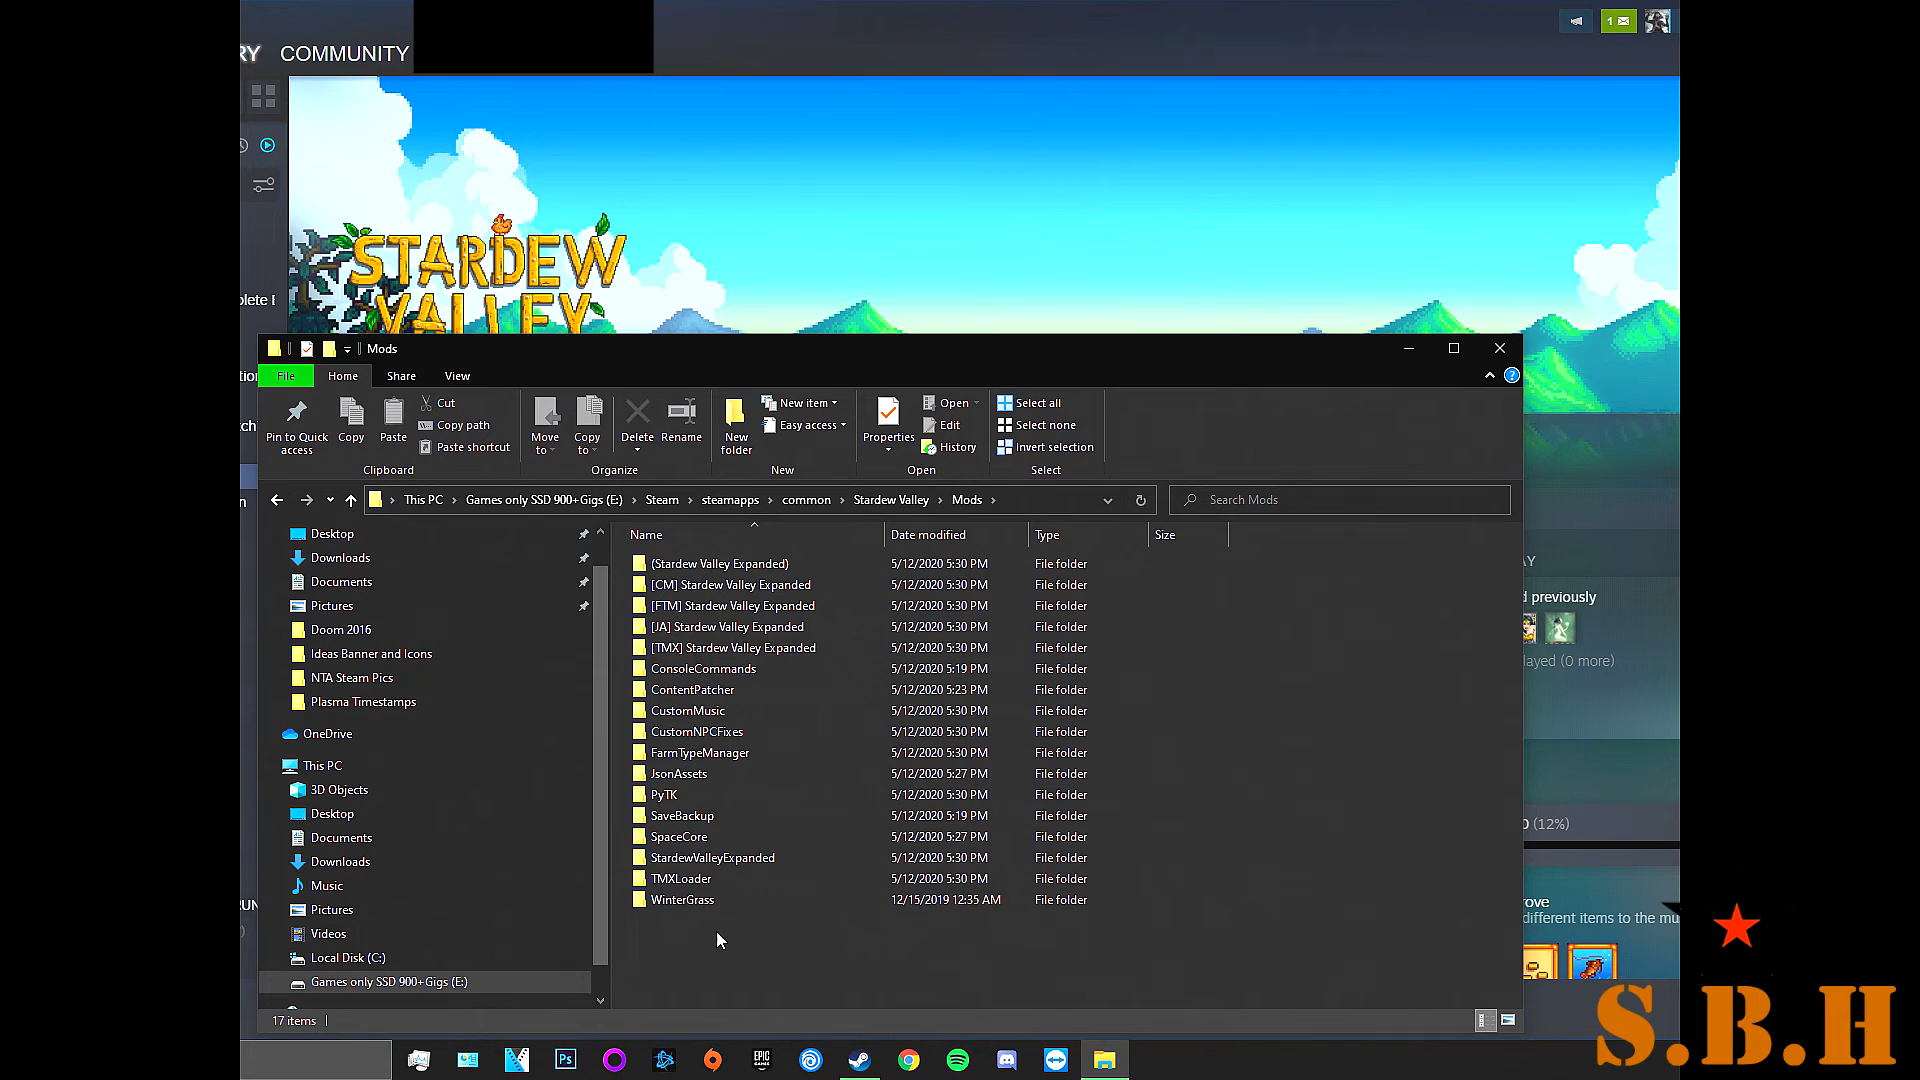 RY COMMUNITY
1
STARDEW
VALLEY
Mods
File Home Share View
Pin to Quick access
Copy
Paste
Cut
Copy path
Paste shortcut
Clipboard
Move to
Copy to
Delete
Rename
Organize
New folder
New item
Easy access
New
Properties
Open
Edit
History
Open
Select all
Select none
Invert selection
Select
This PC > Games only SSD 900+Gigs (E:) > Steam > steamapps > common > Stardew Valley > Mods >
Search Mods
Desktop
Downloads
Documents
Pictures
Doom 2016
Ideas Banner and Icons
NTA Steam Pics
Plasma Timestamps
OneDrive
This PC
3D Objects
Desktop
Documents
Downloads
Music
Pictures
Videos
Local Disk (C:)
Games only SSD 900+Gigs (E:)
Name Date modified Type Size
(Stardew Valley Expanded) 5/12/2020 5:30 PM File folder
[CM] Stardew Valley Expanded 5/12/2020 5:30 PM File folder
[FTM] Stardew Valley Expanded 5/12/2020 5:30 PM File folder
[JA] Stardew Valley Expanded 5/12/2020 5:30 PM File folder
[TMX] Stardew Valley Expanded 5/12/2020 5:30 PM File folder
ConsoleCommands 5/12/2020 5:19 PM File folder
ContentPatcher 5/12/2020 5:23 PM File folder
CustomMusic 5/12/2020 5:30 PM File folder
CustomNPCFixes 5/12/2020 5:30 PM File folder
FarmTypeManager 5/12/2020 5:30 PM File folder
JsonAssets 5/12/2020 5:27 PM File folder
PyTK 5/12/2020 5:30 PM File folder
SaveBackup 5/12/2020 5:19 PM File folder
SpaceCore 5/12/2020 5:27 PM File folder
StardewValleyExpanded 5/12/2020 5:30 PM File folder
TMXLoader 5/12/2020 5:30 PM File folder
WinterGrass 12/15/2019 12:35 AM File folder
17 items
plete E
tion
tch
n
UN
AY
d previously
layed (0 more)
(12%)
rove
different items to the mu
Ps
EPIC GAMES
S.B.H